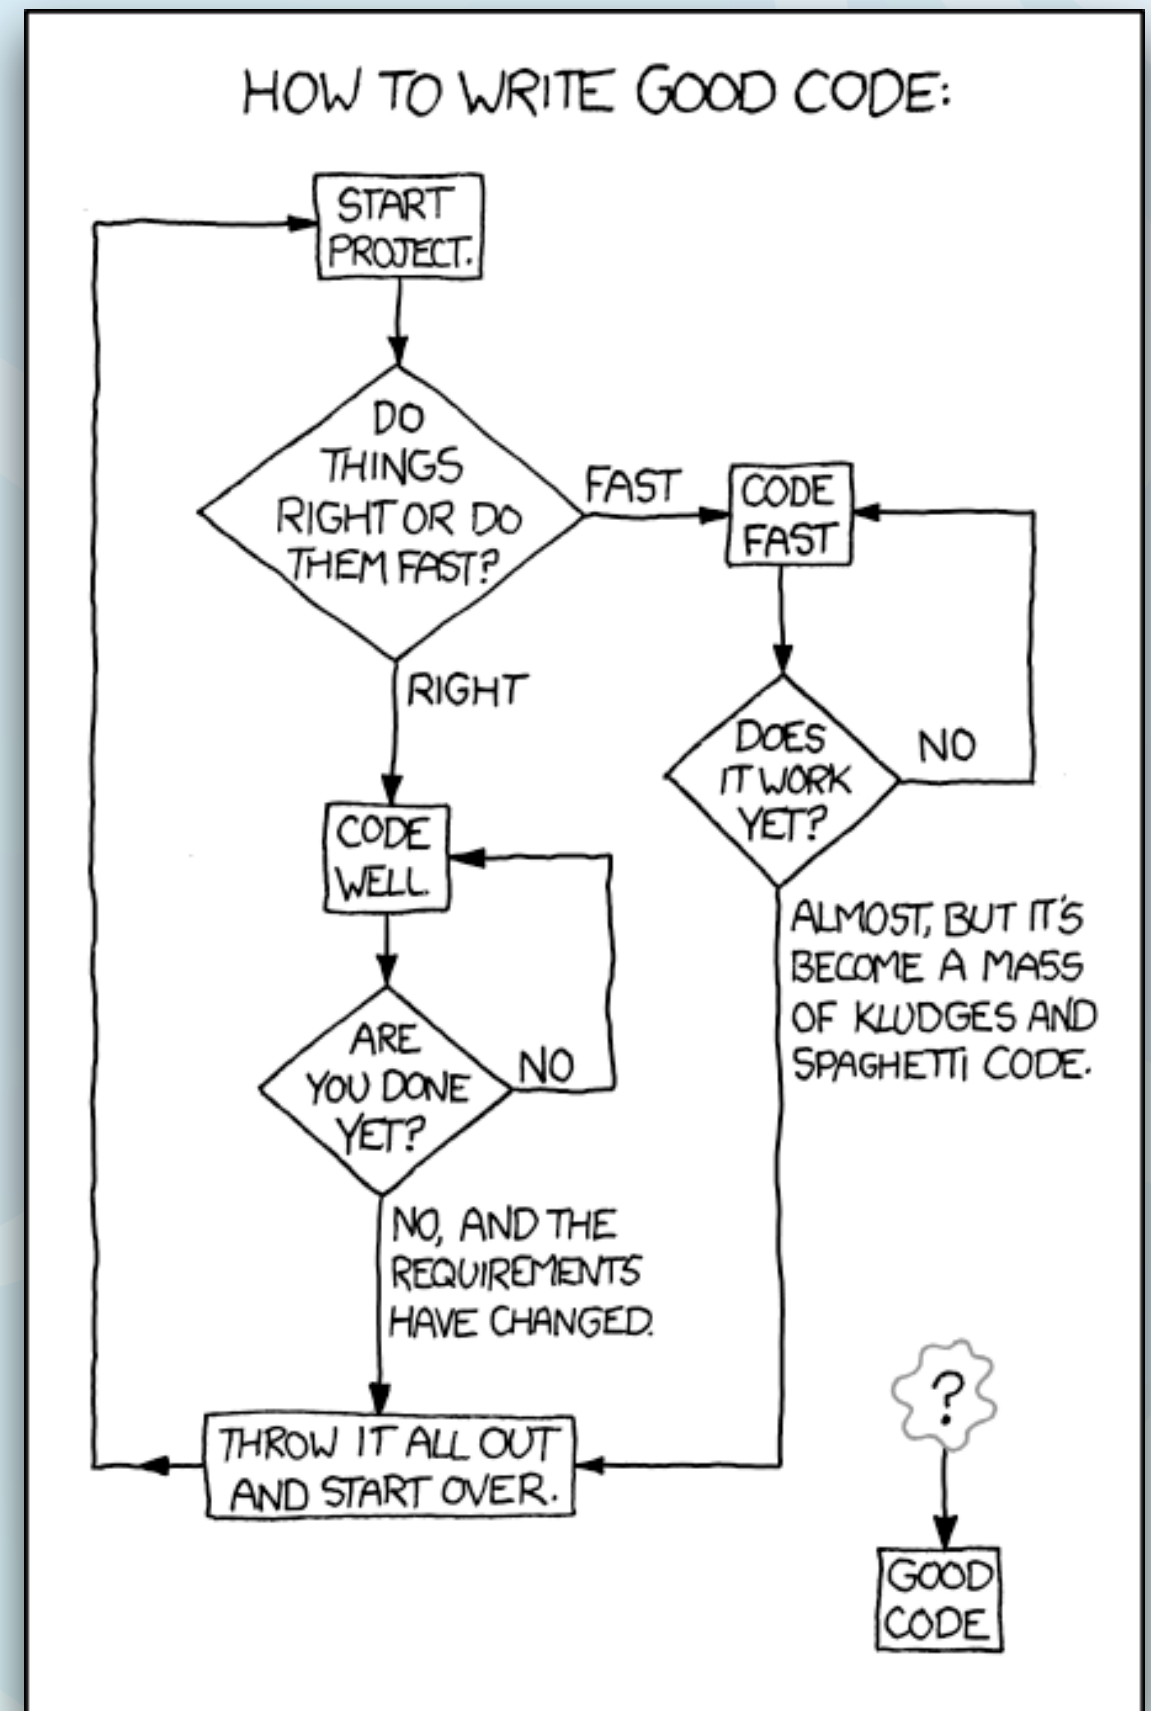 HOW TO WRITE GOOD CODE:
START
PROJECT.
DO
THINGS
RIGHT OR DO
THEM FAST?
FAST
CODE
FAST
RIGHT
DOES
IT WORK
YET?
NO
CODE
WELL.
ALMOST, BUT IT'S
BECOME A MASS
OF KLUDGES AND
SPAGHETTI CODE.
ARE
YOU DONE
YET?
NO
NO, AND THE
REQUIREMENTS
HAVE CHANGED.
THROW IT ALL OUT
AND START OVER.
?
GOOD
CODE